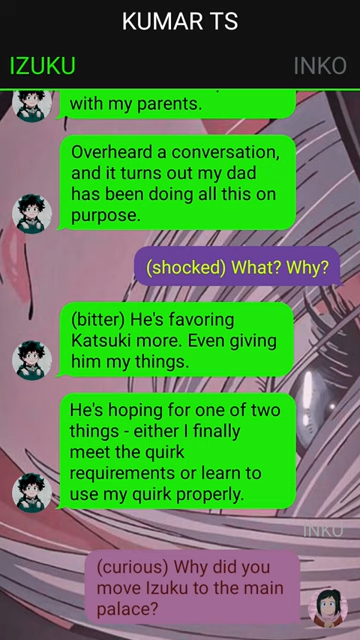 KUMAR TS
IZUKU INKO
with my parents.
Overheard a conversation,
and it turns out my dad
has been doing all this on
purpose.
(shocked) What? Why?
(bitter) He's favoring
Katsuki more. Even giving
him my things.
He's hoping for one of two
things - either I finally
meet the quirk
requirements or learn to
use my quirk properly.
INKO
(curious) Why did you
move Izuku to the main
palace?